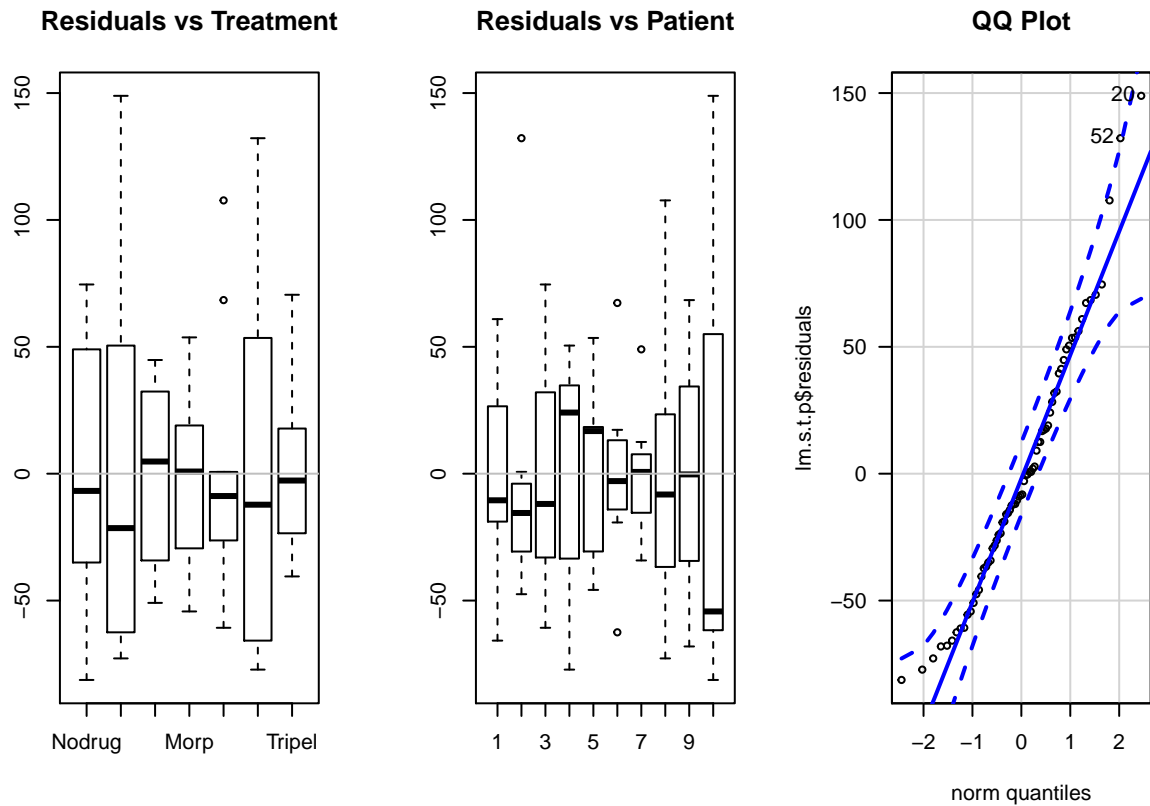 Residuals vs Treatment
150
100
50
0
−50
Nodrug Morp Tripel
Residuals vs Patient
150
100
50
0
−50
1 3 5 7 9
QQ Plot
lm.s.t.p$residuals
150
100
50
0
−50
20
52
−2 −1 0 1 2
norm quantiles